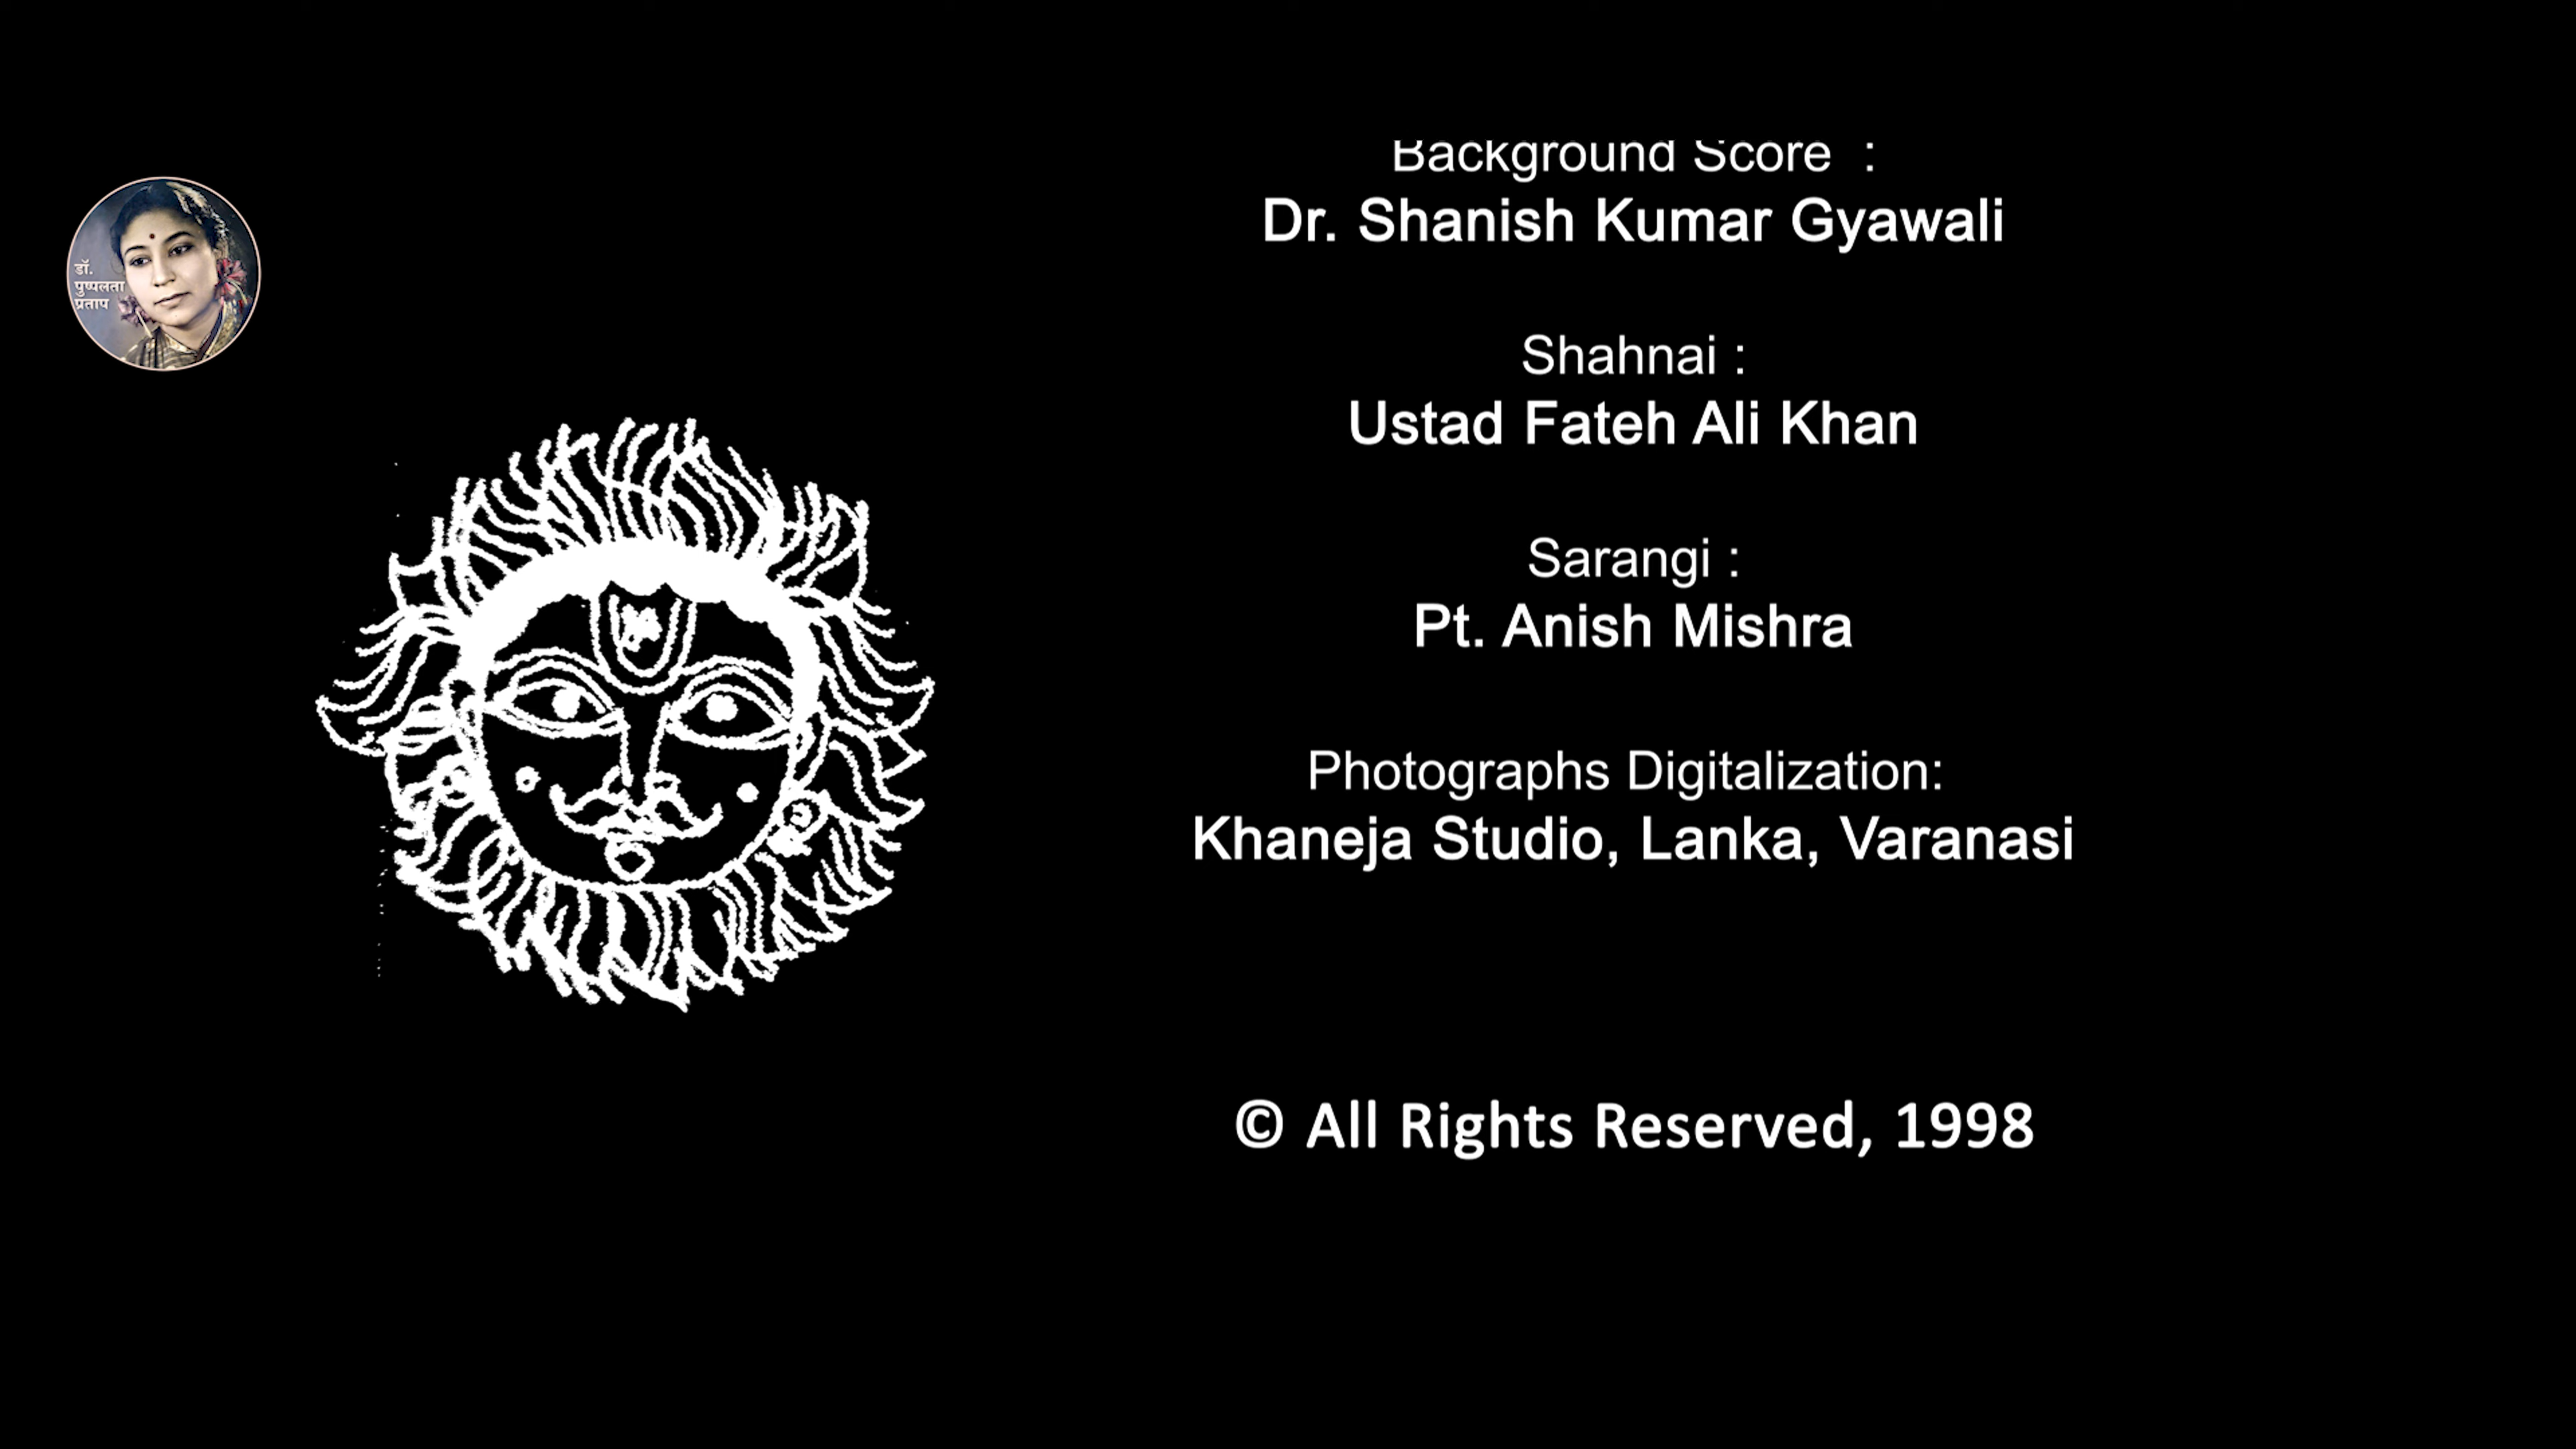 डॉ.
पुष्पलता
प्रताप
Background Score :
Dr. Shanish Kumar Gyawali
Shahnai :
Ustad Fateh Ali Khan
Sarangi :
Pt. Anish Mishra
Photographs Digitalization:
Khaneja Studio, Lanka, Varanasi
© All Rights Reserved, 1998